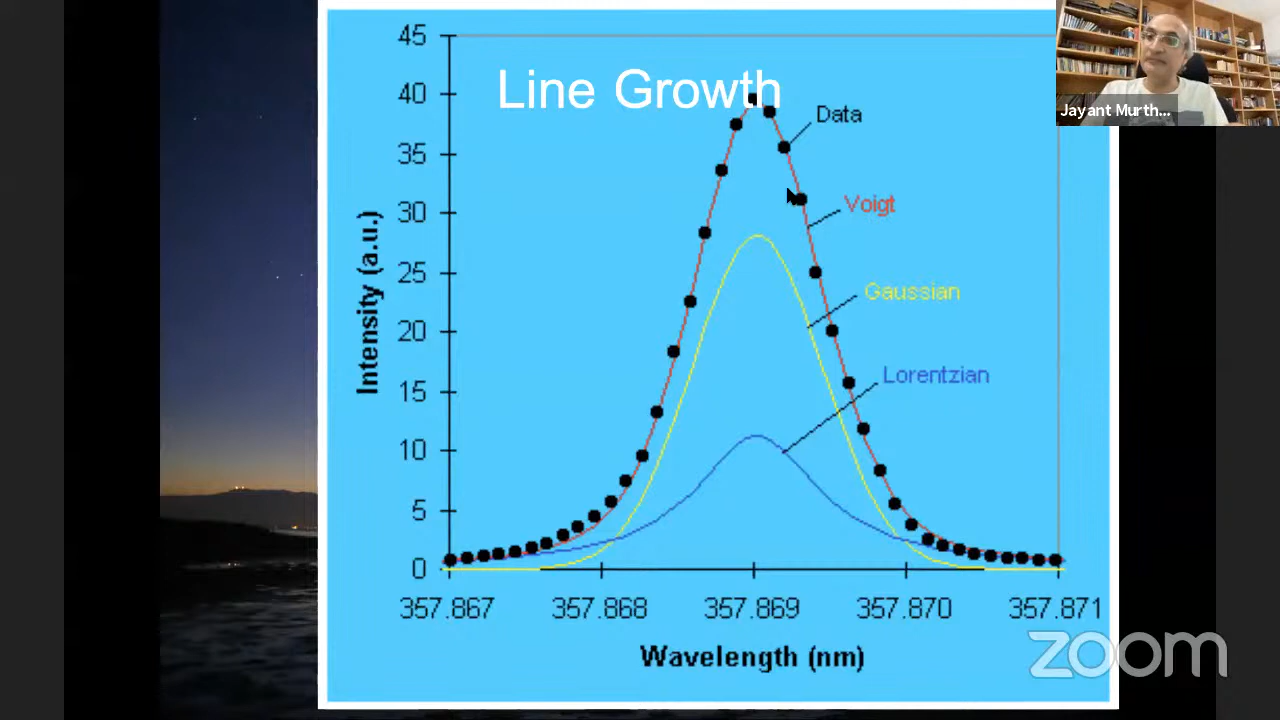 Line Growth
Jayant Murth...
45
40
35
30
25
20
15
10
5
0
Intensity (a.u.)
Data
Voigt
Gaussian
Lorentzian
357.867 357.868 357.869 357.870 357.871
Wavelength (nm)
zoom